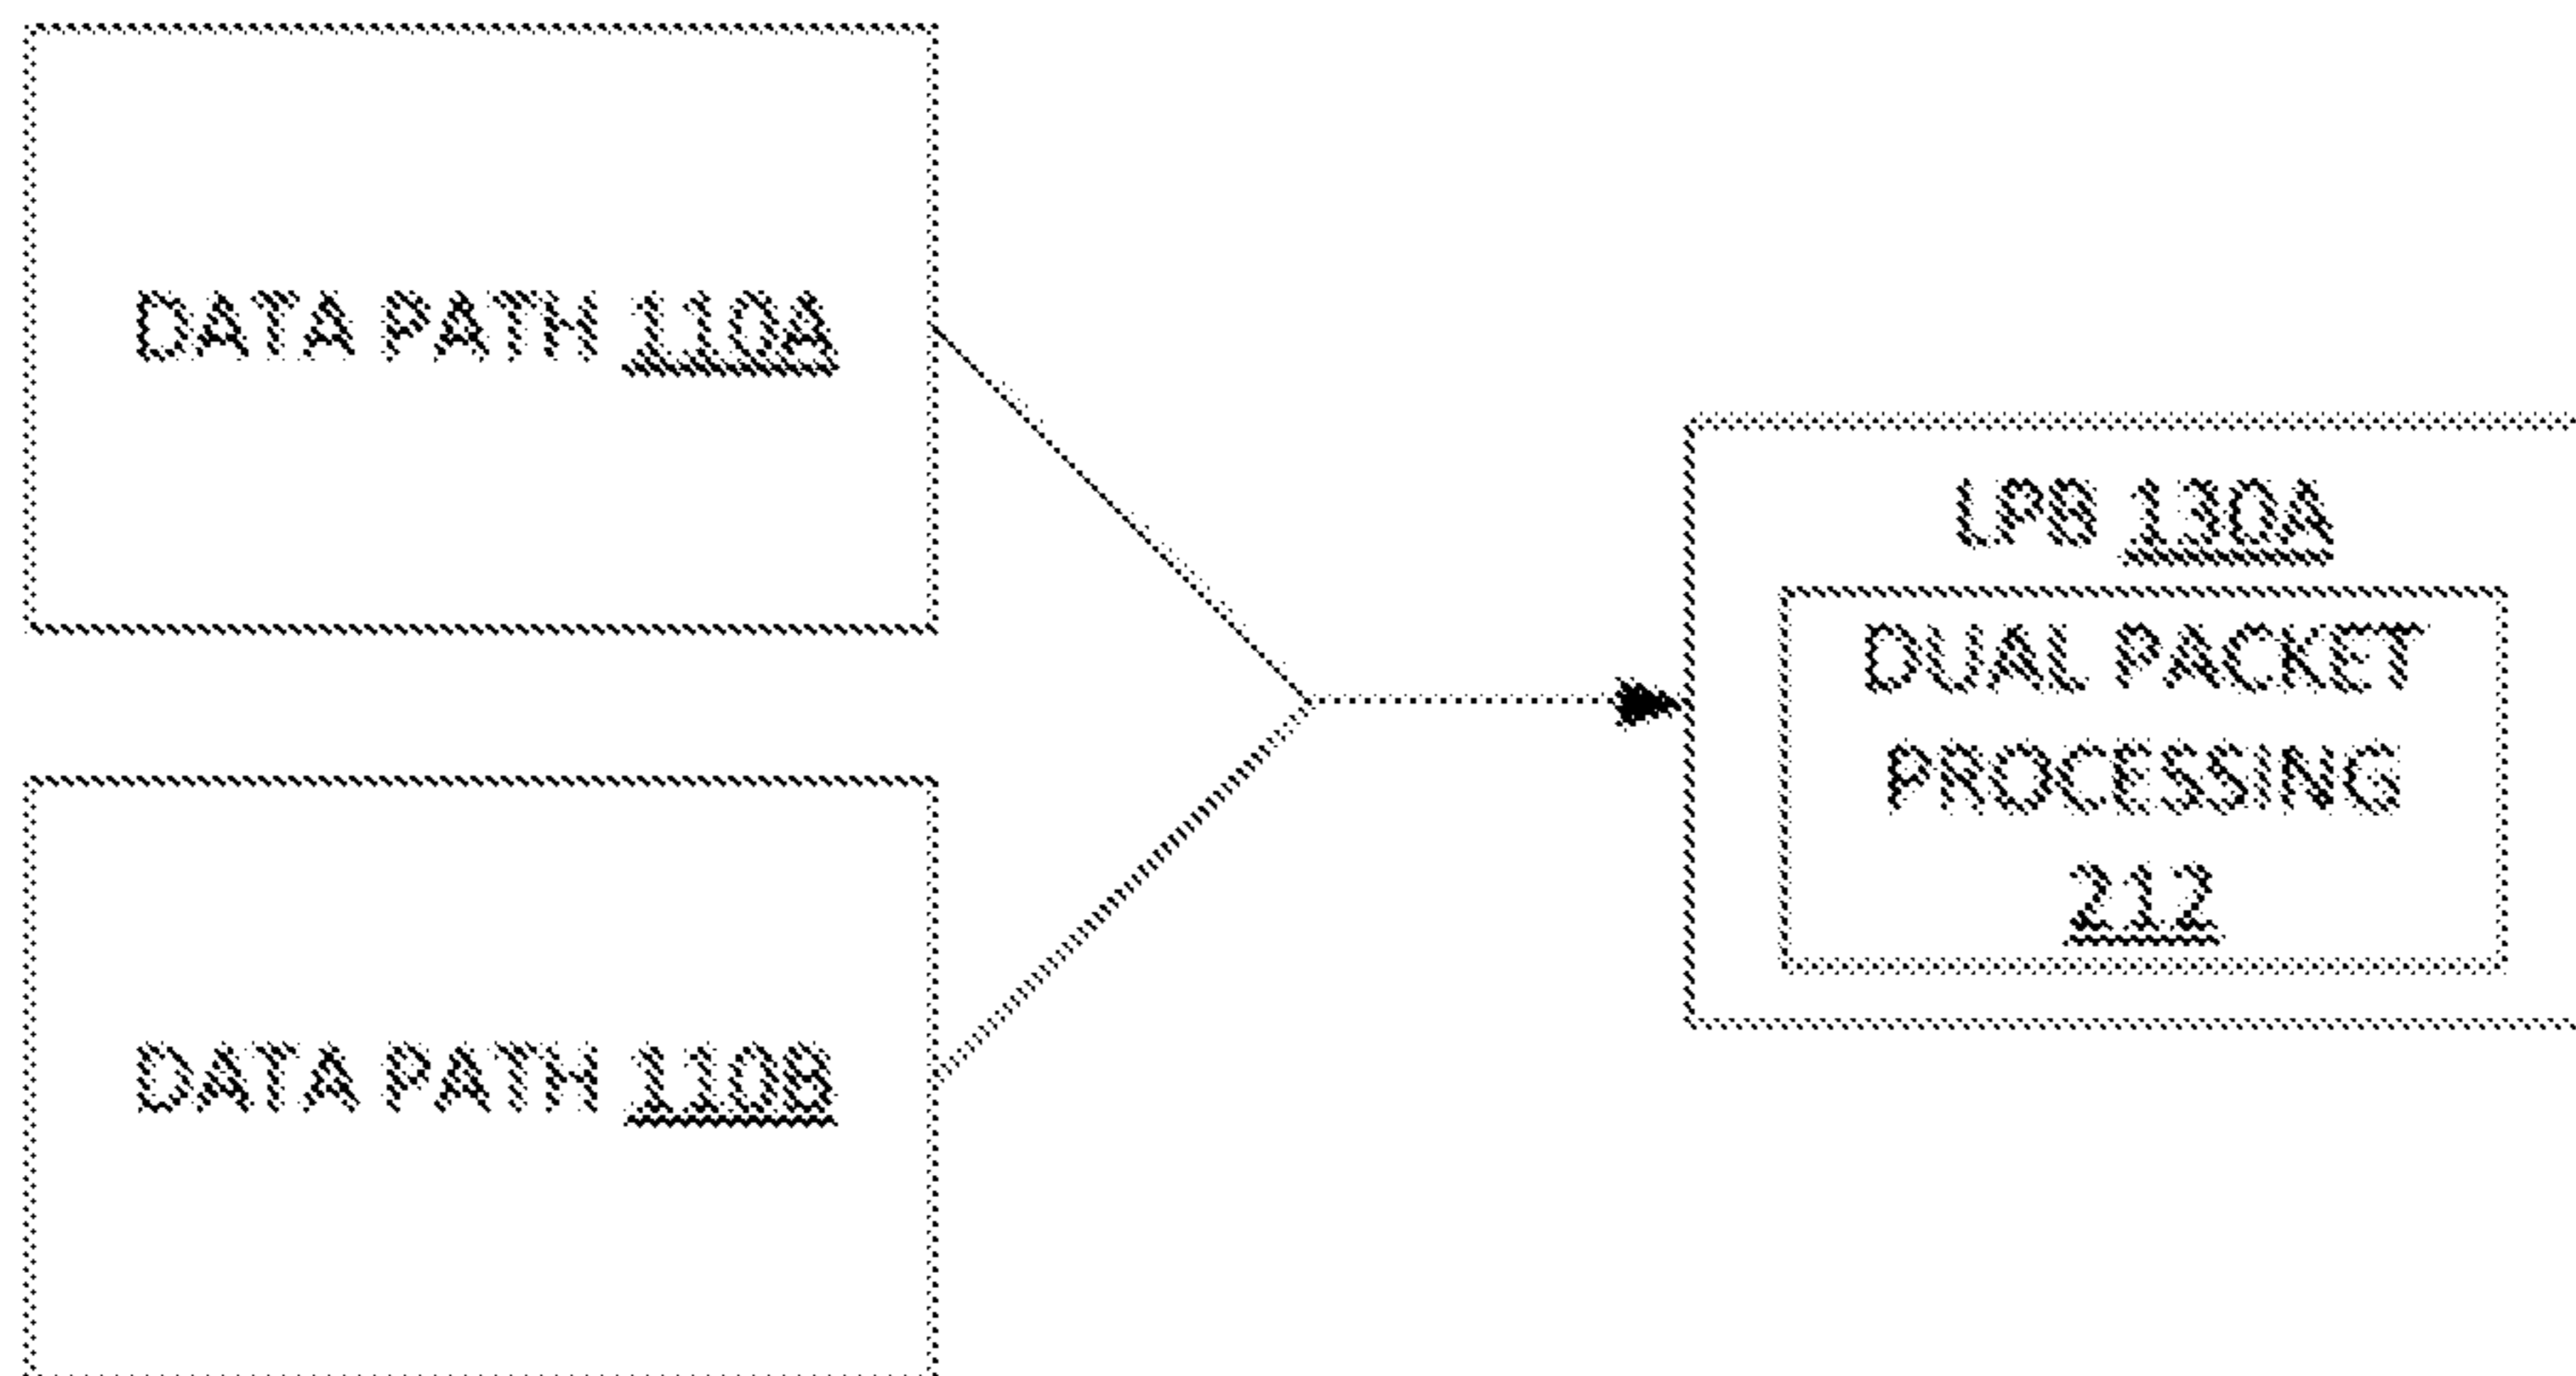 DATA PATH 110A
LPB 130A
DUAL PACKET
PROCESSING
212
DATA PATH 110B